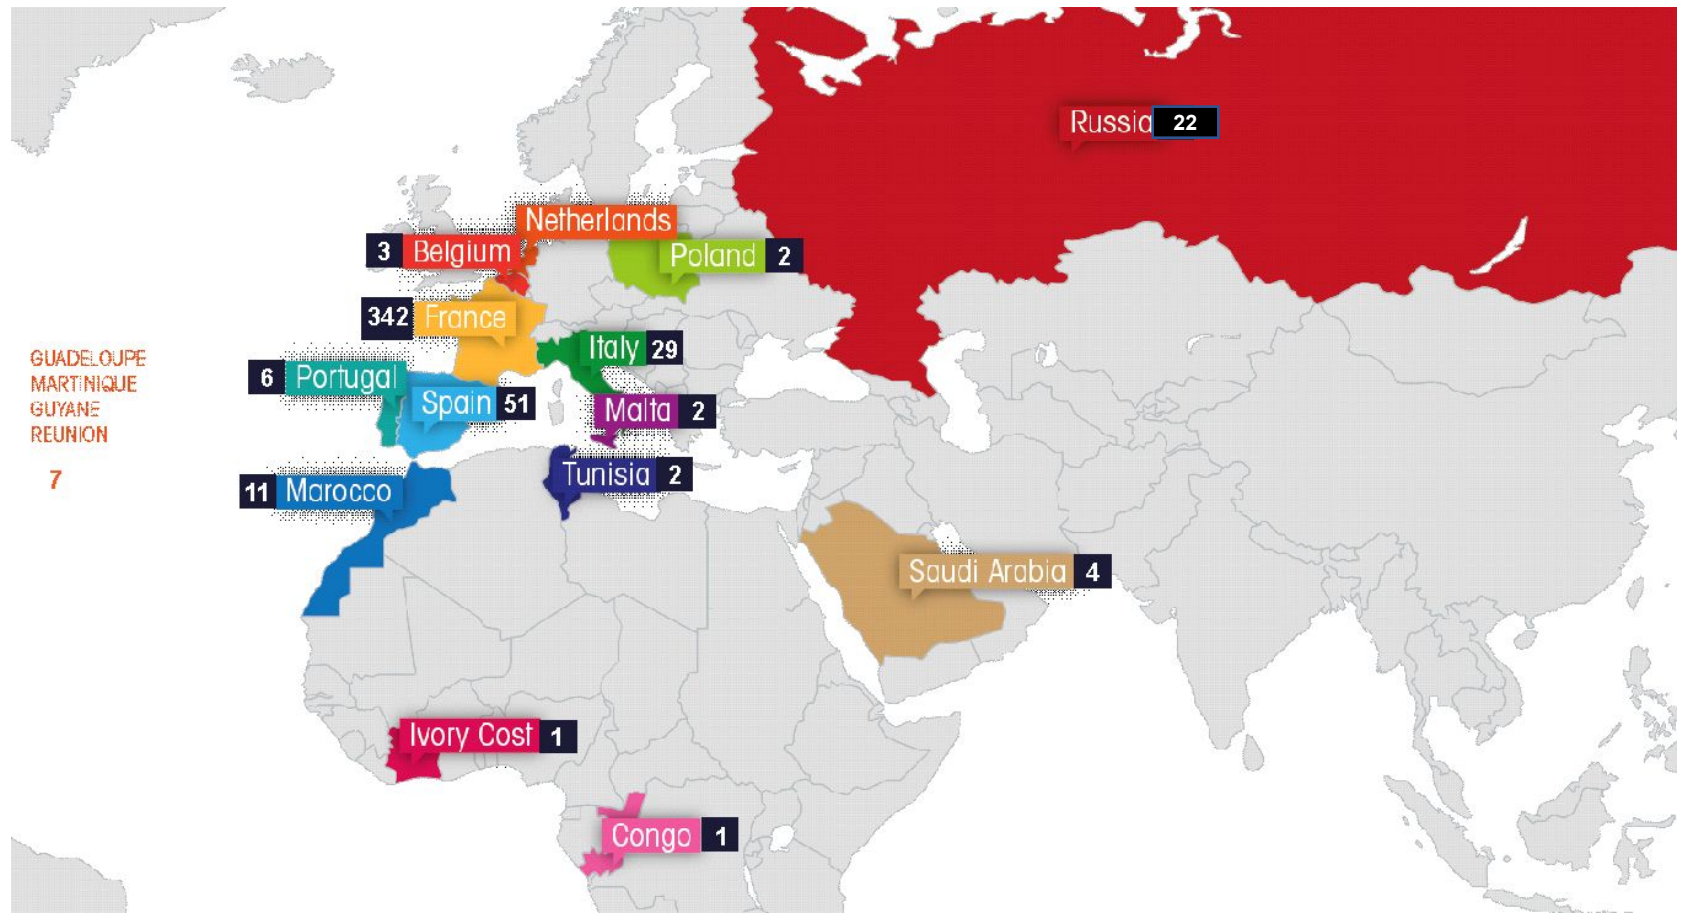 Russia 22
Netherlands
3 Belgium
Poland 2
342 France
Italy 29
GUADELOUPE
MARTINIQUE
GUYANE
REUNION
7
6 Portugal
Spain 51
Malta 2
Tunisia 2
11 Marocco
Saudi Arabia 4
Ivory Cost 1
Congo 1